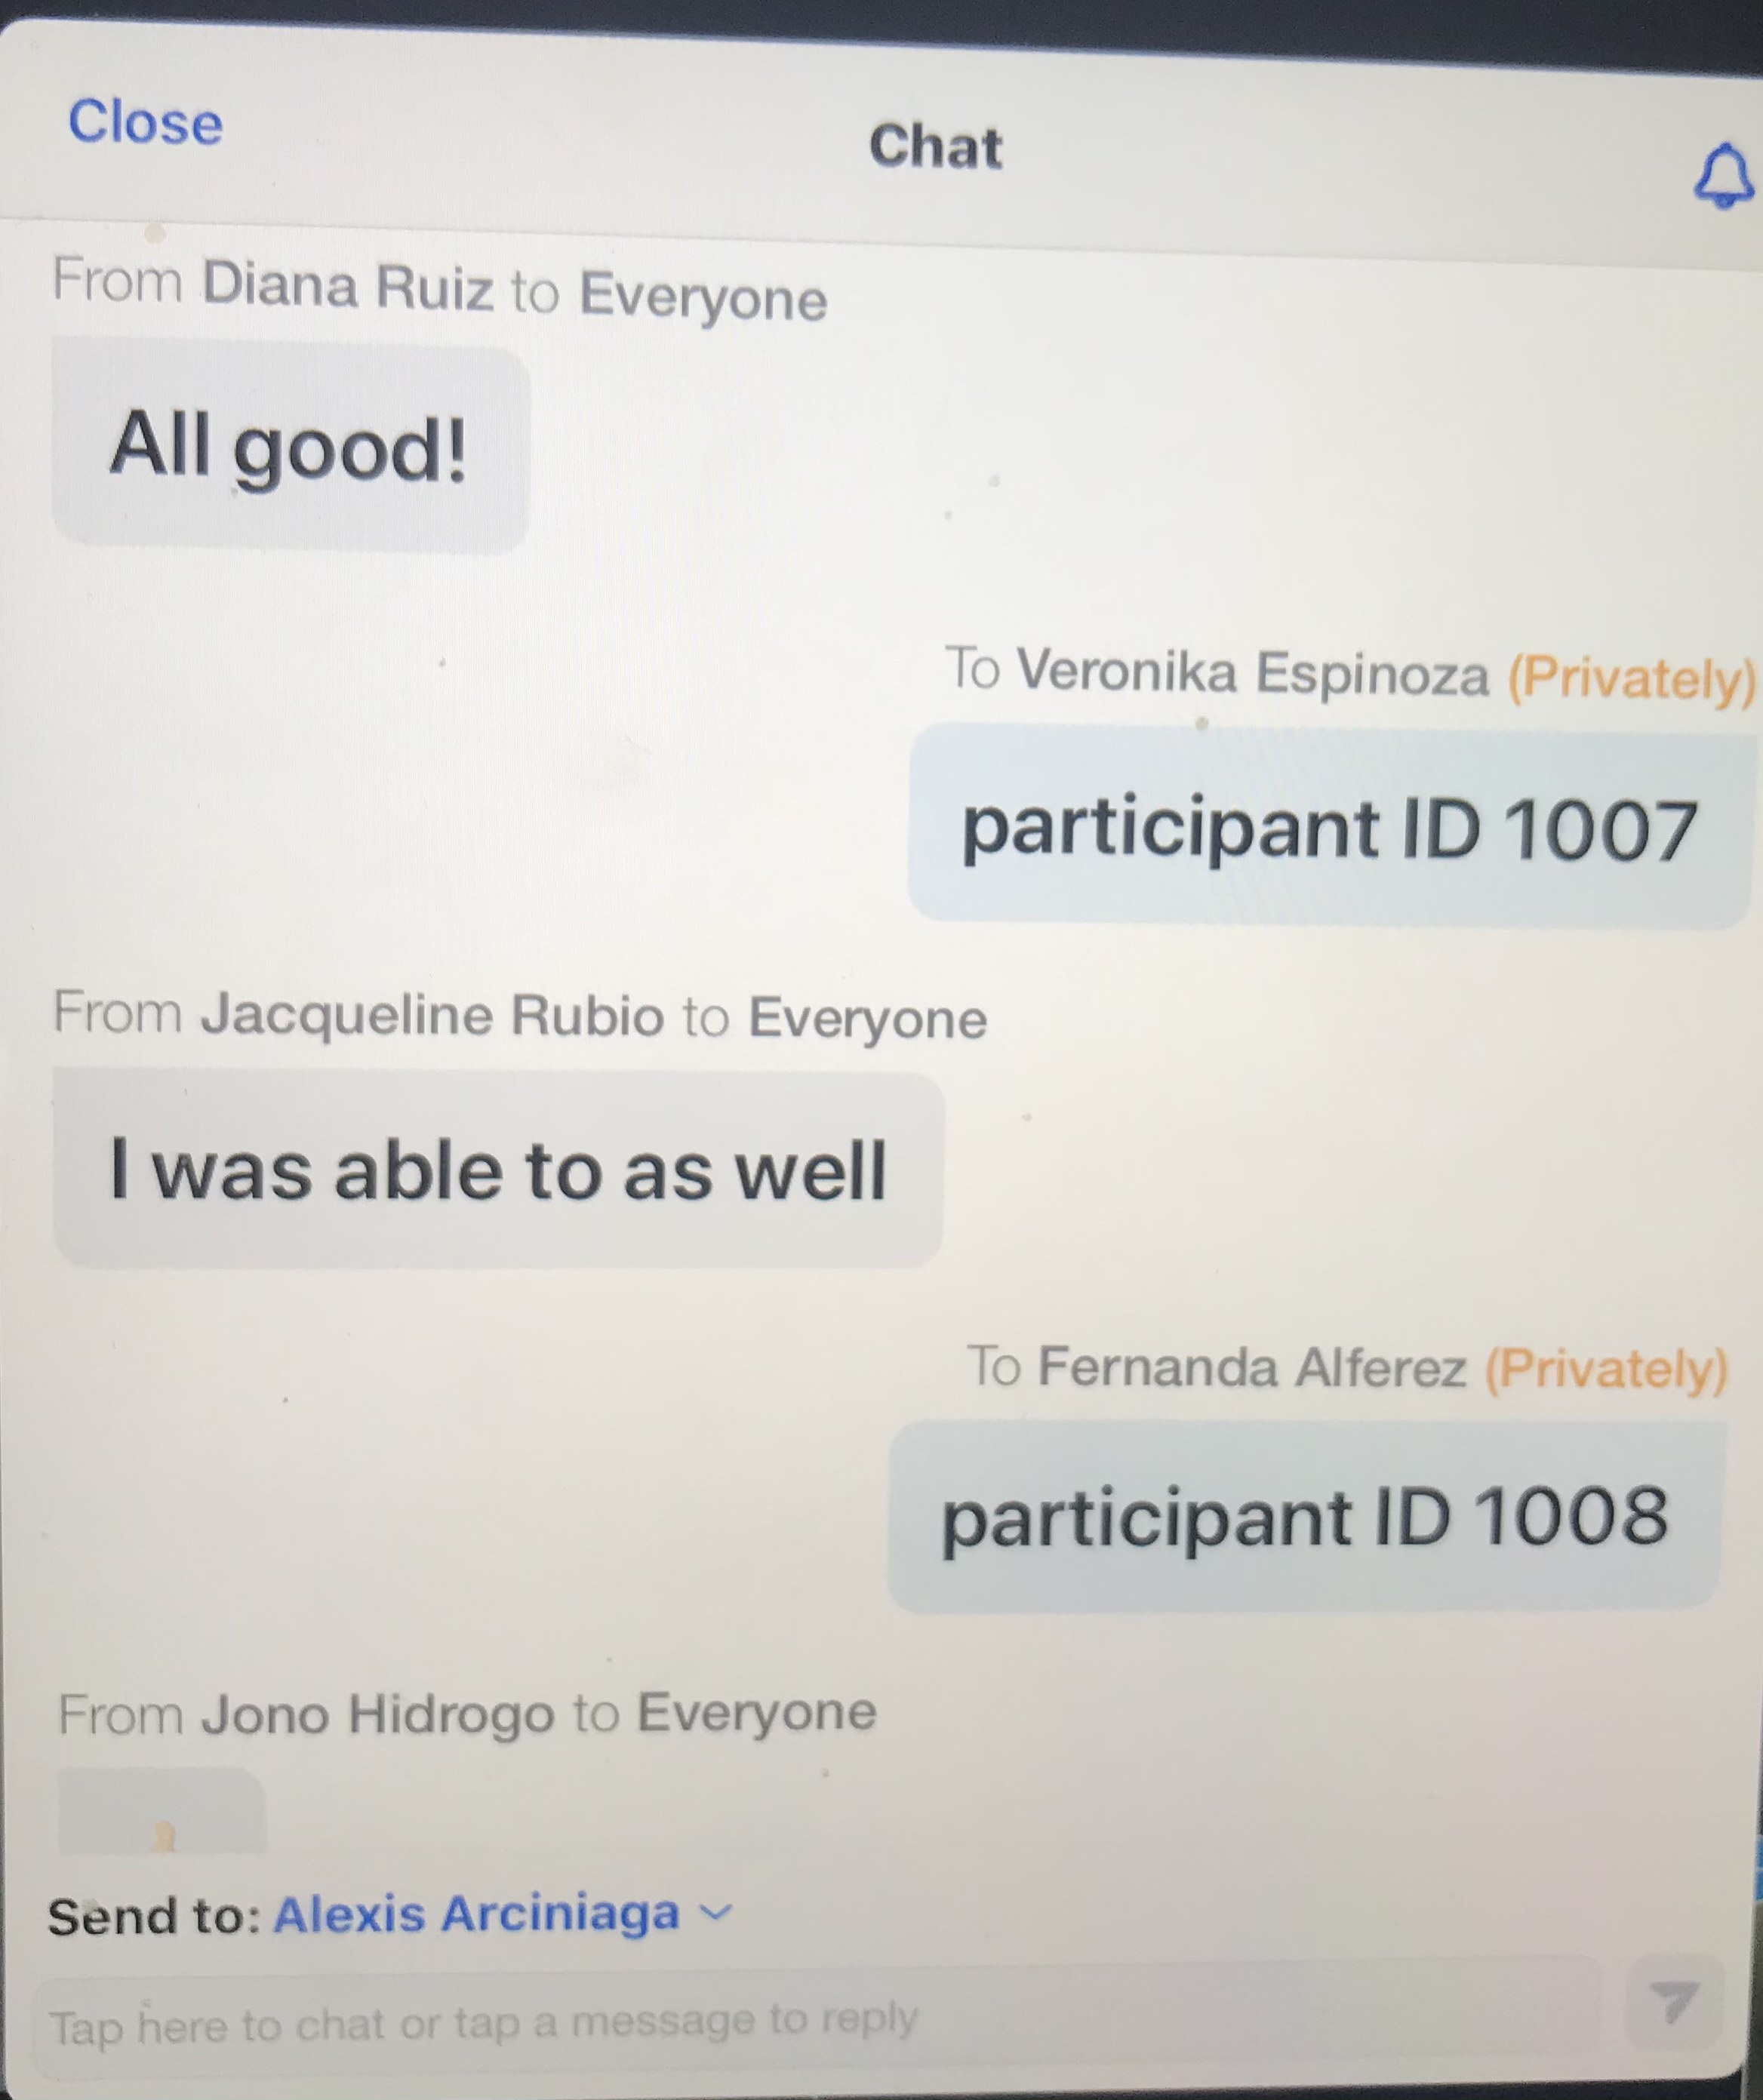 Close
Chat
From Diana Ruiz to Everyone
All good!
To Veronika Espinoza (Privately)
participant ID 1007
From Jacqueline Rubio to Everyone
I was able to as well
To Fernanda Alferez (Privately)
participant ID 1008
From Jono Hidrogo to Everyone
Send to: Alexis Arciniaga
Tap here to chat or tap a message to reply